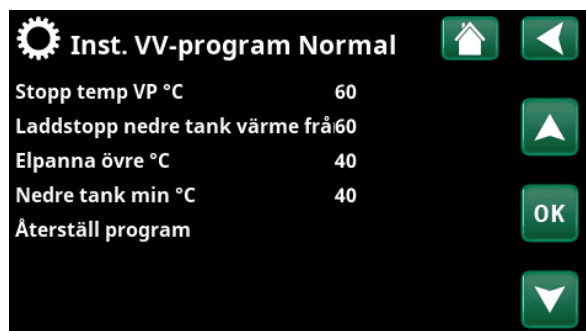 Inst. VV-program Normal
Stopp temp VP °C 60
Laddstopp nedre tank värme frå 60
Elpanna övre °C 40
Nedre tank min °C 40
Återställ program
OK